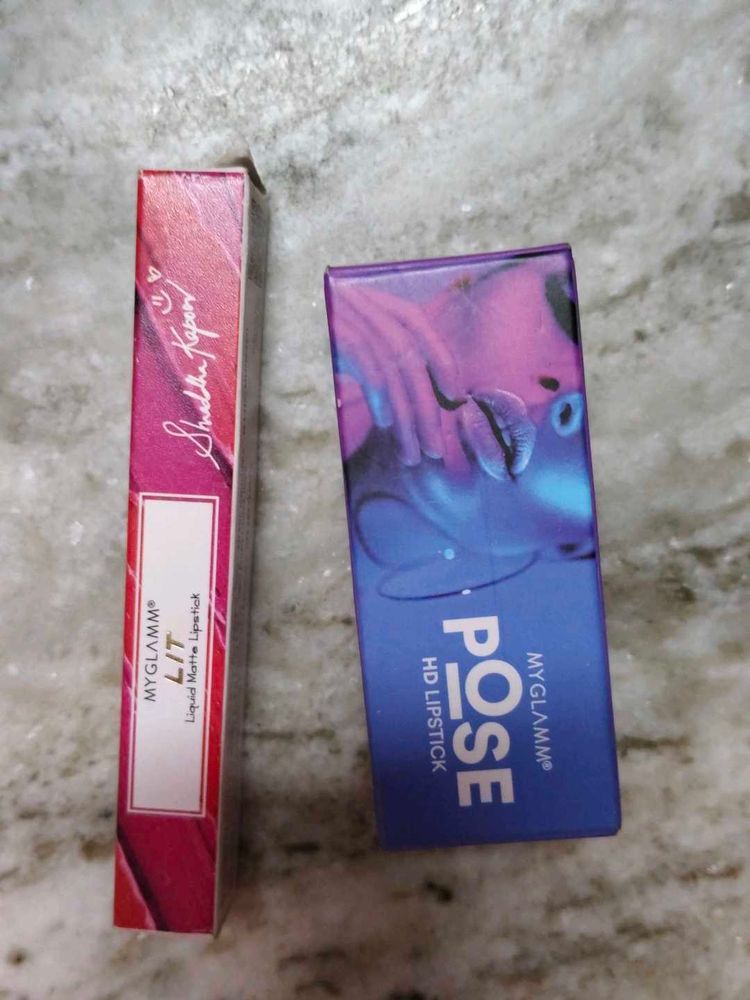 MYGLAMM®
LIT
Liquid Matte Lipstick
Shraddha Kapoor
MYGLAMM®
POSE
HD LIPSTICK